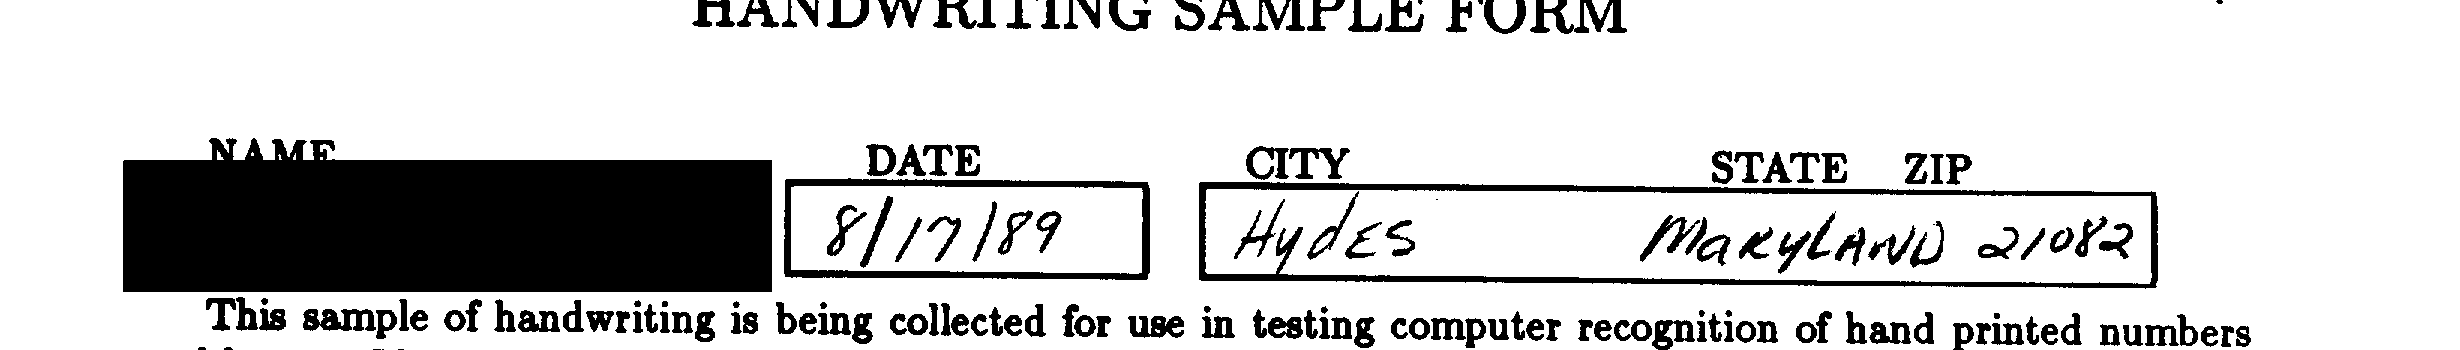 HANDWRITING SAMPLE FORM
NAME DATE CITY STATE ZIP
8/17/89 HydES MaRyLAND 21082
This sample of handwriting is being collected for use in testing computer recognition of hand printed numbers